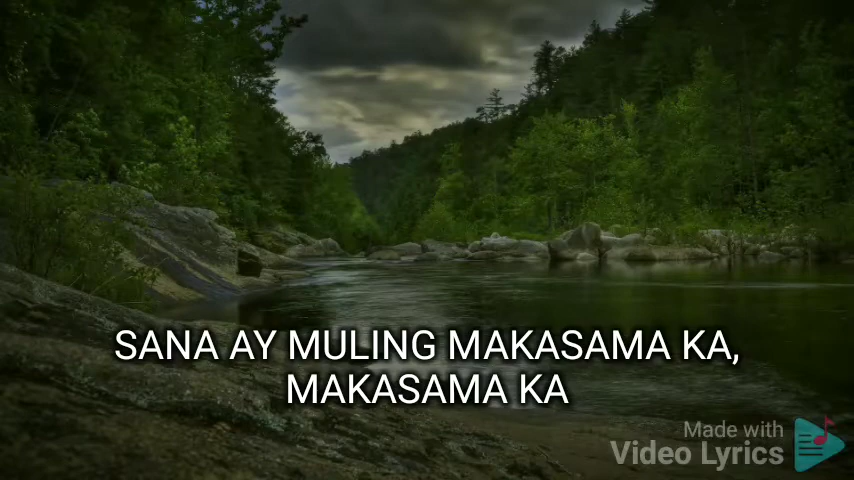 SANA AY MULING MAKASAMA KA,
MAKASAMA KA
Made with
Video Lyrics